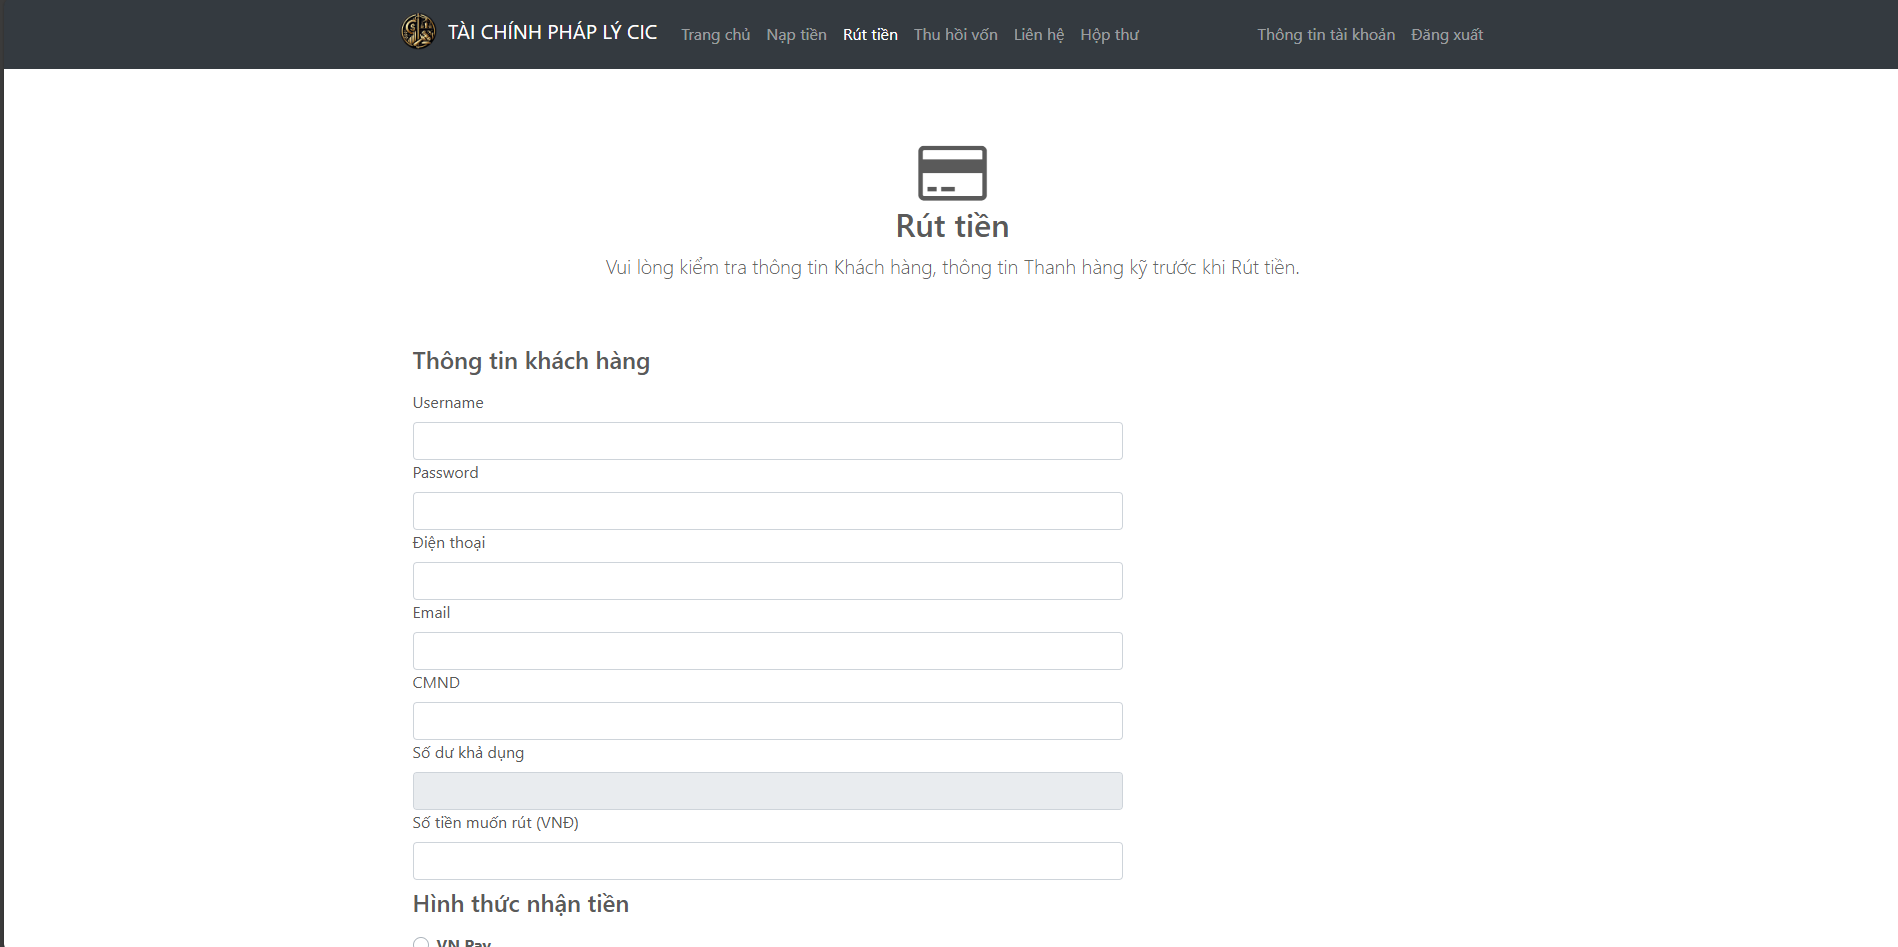 TÀI CHÍNH PHÁP LÝ CIC Trang chủ Nạp tiền Rút tiền Thu hồi vốn Liên hệ Hộp thư Thông tin tài khoản Đăng xuất
Rút tiền
Vui lòng kiểm tra thông tin Khách hàng, thông tin Thanh hàng kỹ trước khi Rút tiền.
Thông tin khách hàng
Username
Password
Điện thoại
Email
CMND
Số dư khả dụng
Số tiền muốn rút (VNĐ)
Hình thức nhận tiền
VN Pay